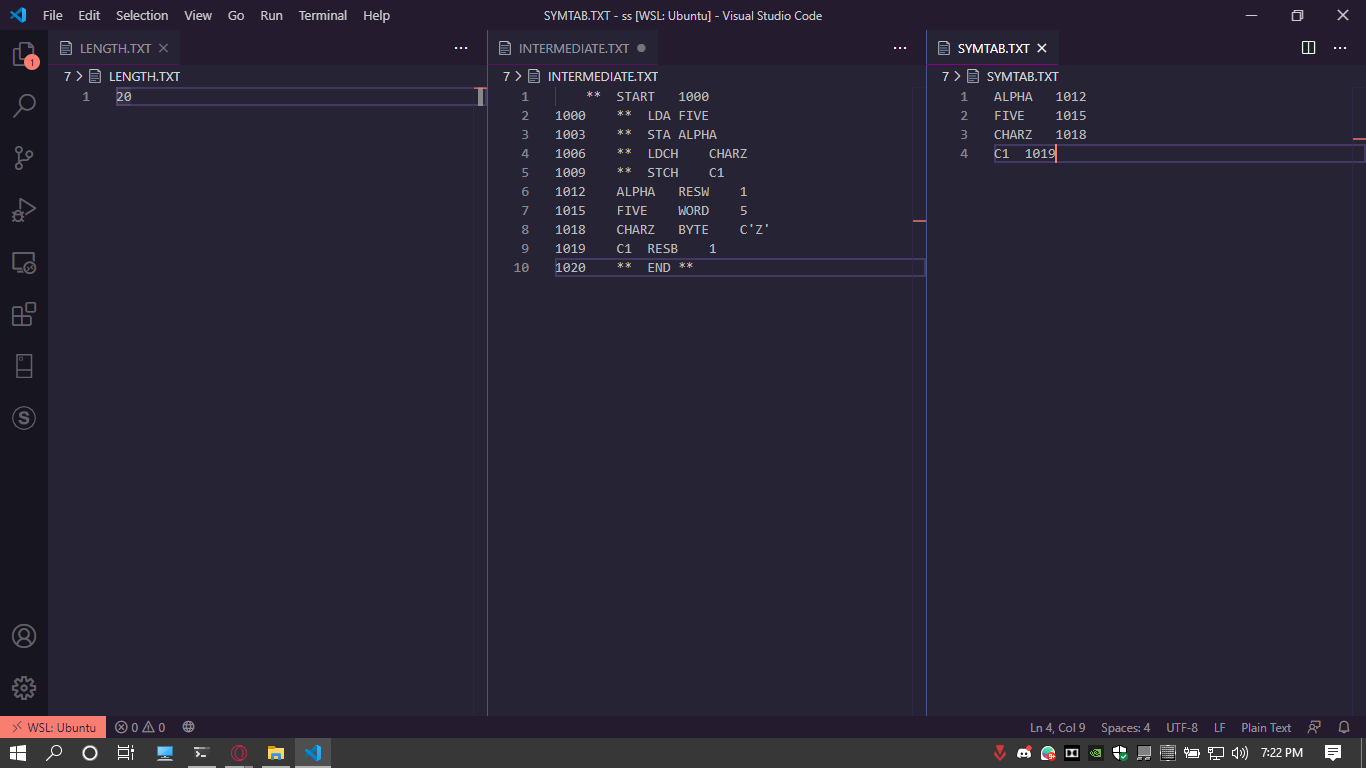 File Edit Selection View Go Run Terminal Help SYMTAB.TXT - ss [WSL: Ubuntu] - Visual Studio Code
LENGTH.TXT
7 > LENGTH.TXT
1 20
INTERMEDIATE.TXT
7 > INTERMEDIATE.TXT
1 ** START 1000
2 1000 ** LDA FIVE
3 1003 ** STA ALPHA
4 1006 ** LDCH CHARZ
5 1009 ** STCH C1
6 1012 ALPHA RESW 1
7 1015 FIVE WORD 5
8 1018 CHARZ BYTE C'Z'
9 1019 C1 RESB 1
10 1020 ** END **
SYMTAB.TXT
7 > SYMTAB.TXT
1 ALPHA 1012
2 FIVE 1015
3 CHARZ 1018
4 C1 1019
1
S
WSL: Ubuntu 0 0 Ln 4, Col 9 Spaces: 4 UTF-8 LF Plain Text
7:22 PM